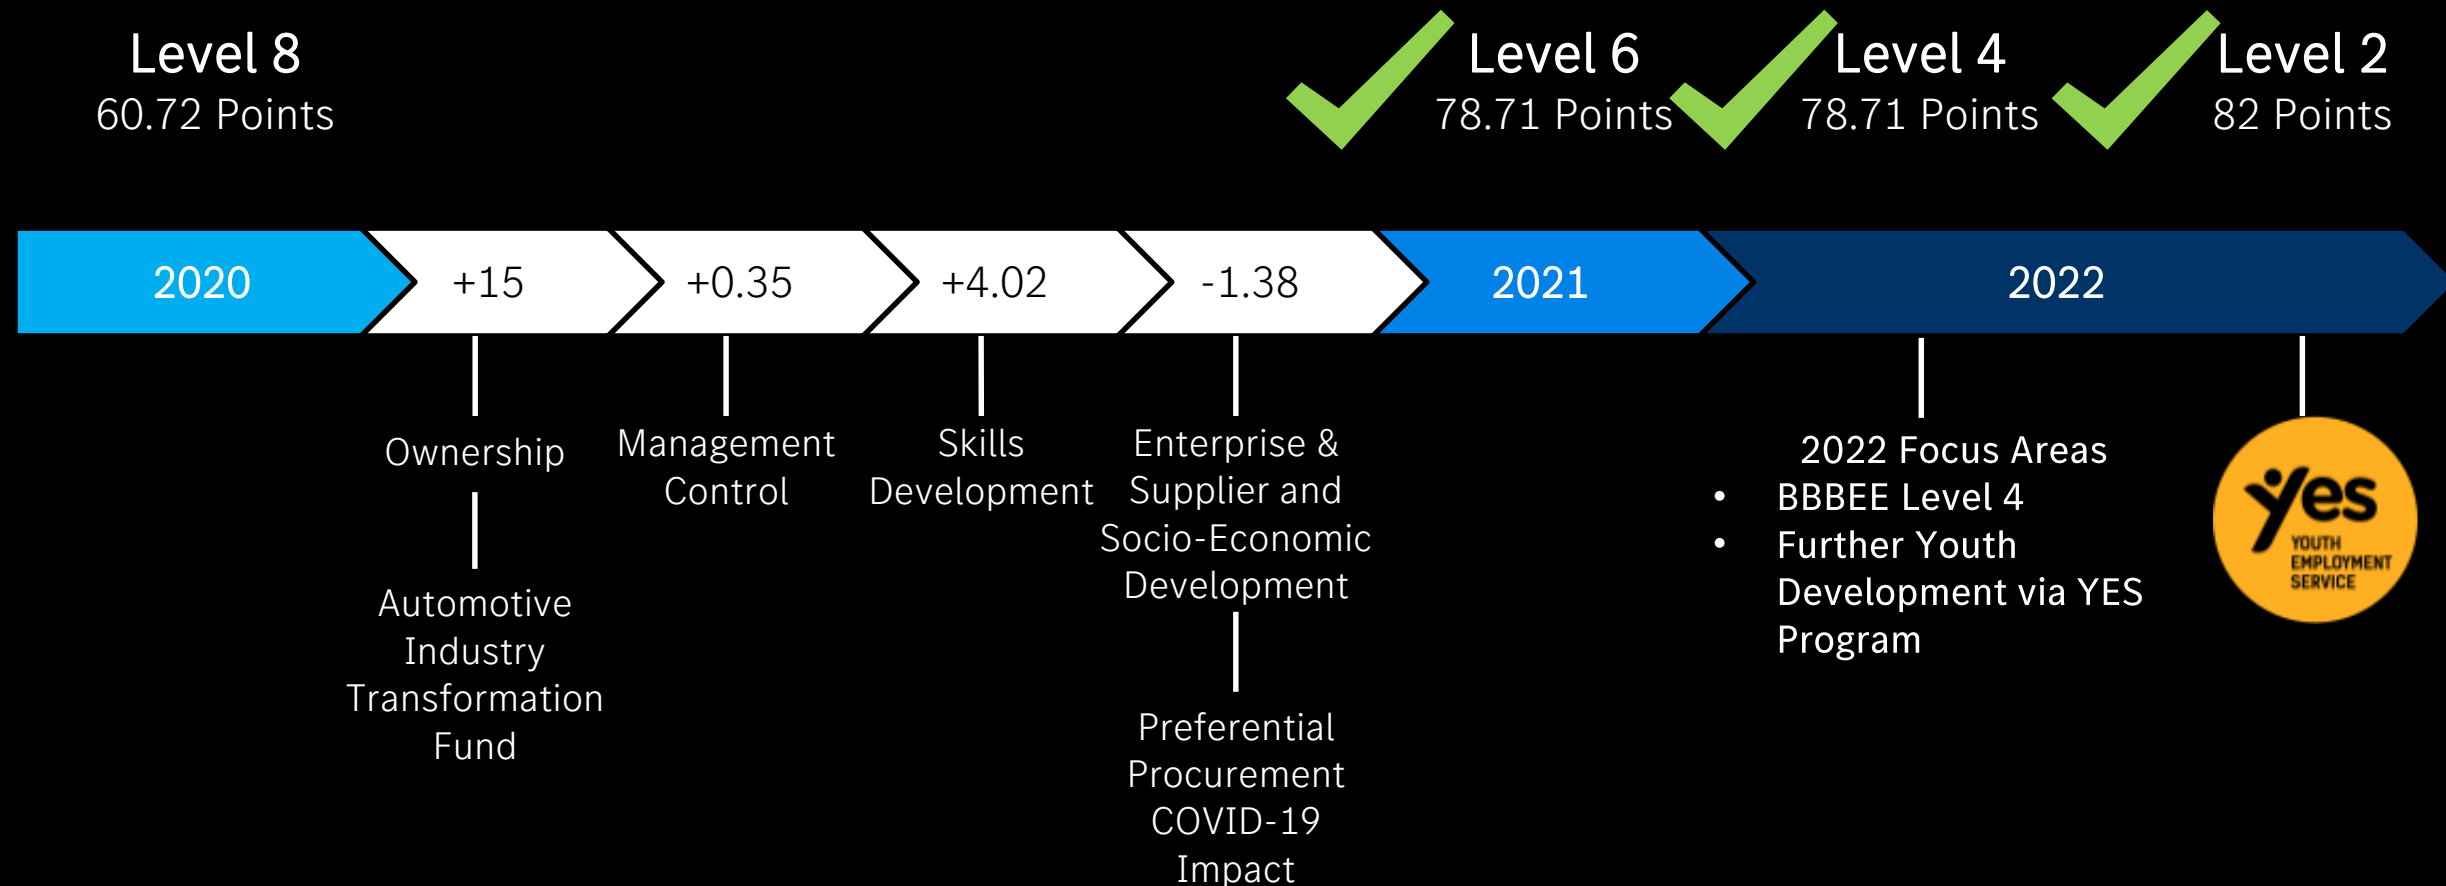 Level 8
60.72 Points
Level 6
78.71 Points
Level 4
78.71 Points
Level 2
82 Points
2020
+15
+0.35
+4.02
-1.38
2021
2022
Ownership
Automotive
Industry
Transformation
Fund
Management
Control
Skills
Development
Enterprise &
Supplier and
Socio-Economic
Development
Preferential
Procurement
COVID-19
Impact
2022 Focus Areas
• BBBEE Level 4
• Further Youth
Development via YES
Program
Yes
YOUTH
EMPLOYMENT
SERVICE